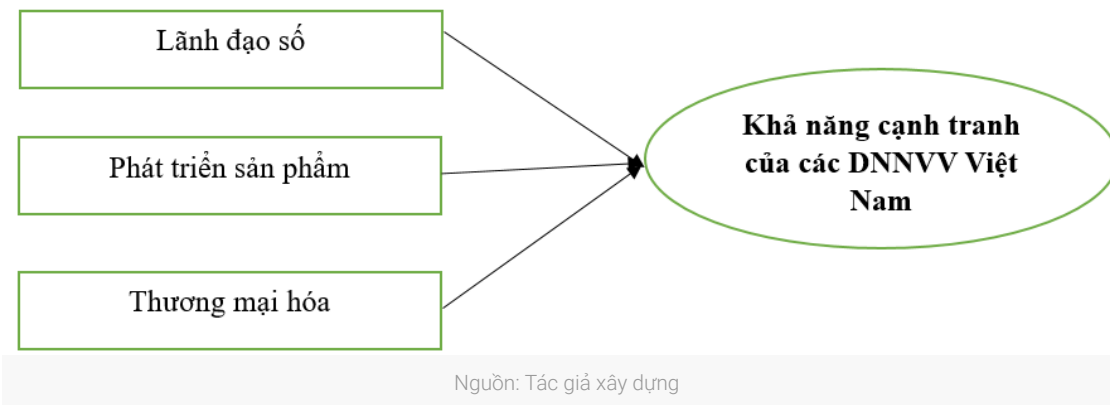 Lãnh đạo số
Phát triển sản phẩm
Thương mại hóa
Khả năng cạnh tranh
của các DNNVV Việt
Nam
Nguồn: Tác giả xây dựng